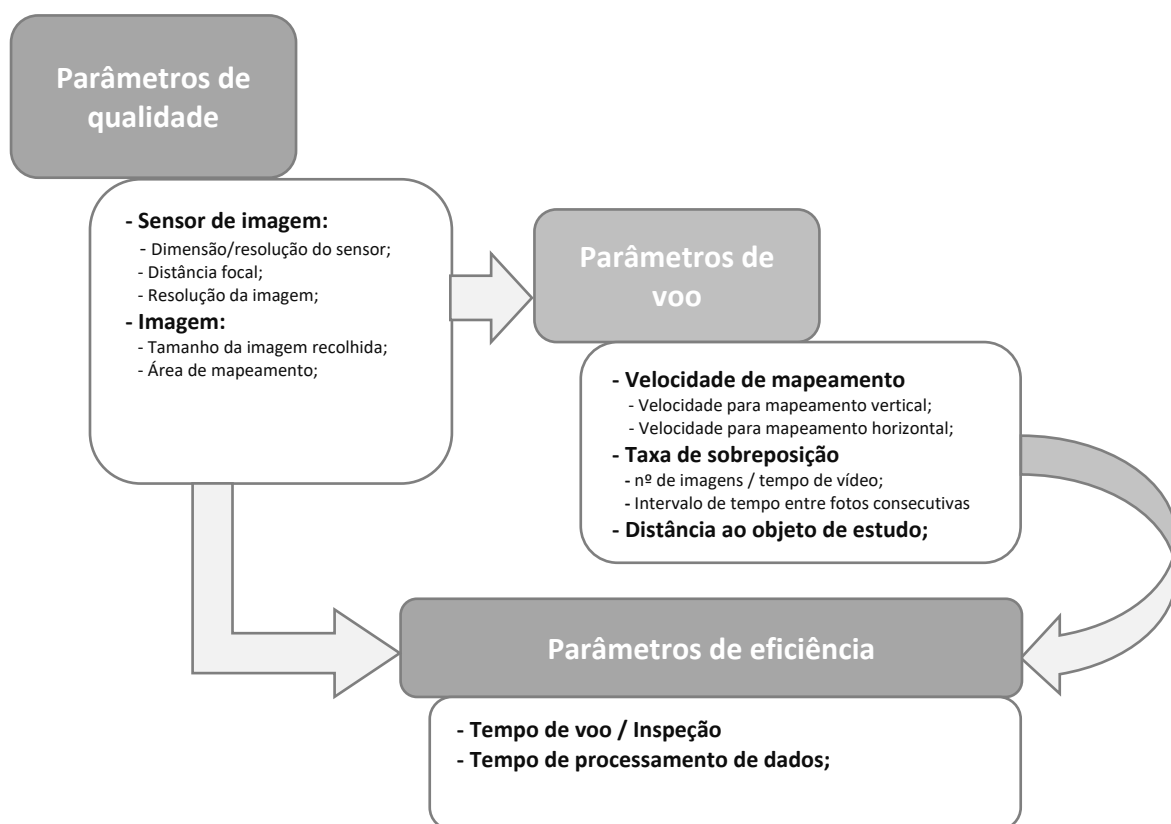 Parâmetros de
qualidade
- Sensor de imagem:
- Dimensão/resolução do sensor;
- Distância focal;
- Resolução da imagem;
- Imagem:
- Tamanho da imagem recolhida;
- Área de mapeamento;
Parâmetros de
voo
- Velocidade de mapeamento
- Velocidade para mapeamento vertical;
- Velocidade para mapeamento horizontal;
- Taxa de sobreposição
- nº de imagens / tempo de vídeo;
- Intervalo de tempo entre fotos consecutivas
- Distância ao objeto de estudo;
Parâmetros de eficiência
- Tempo de voo / Inspeção
- Tempo de processamento de dados;